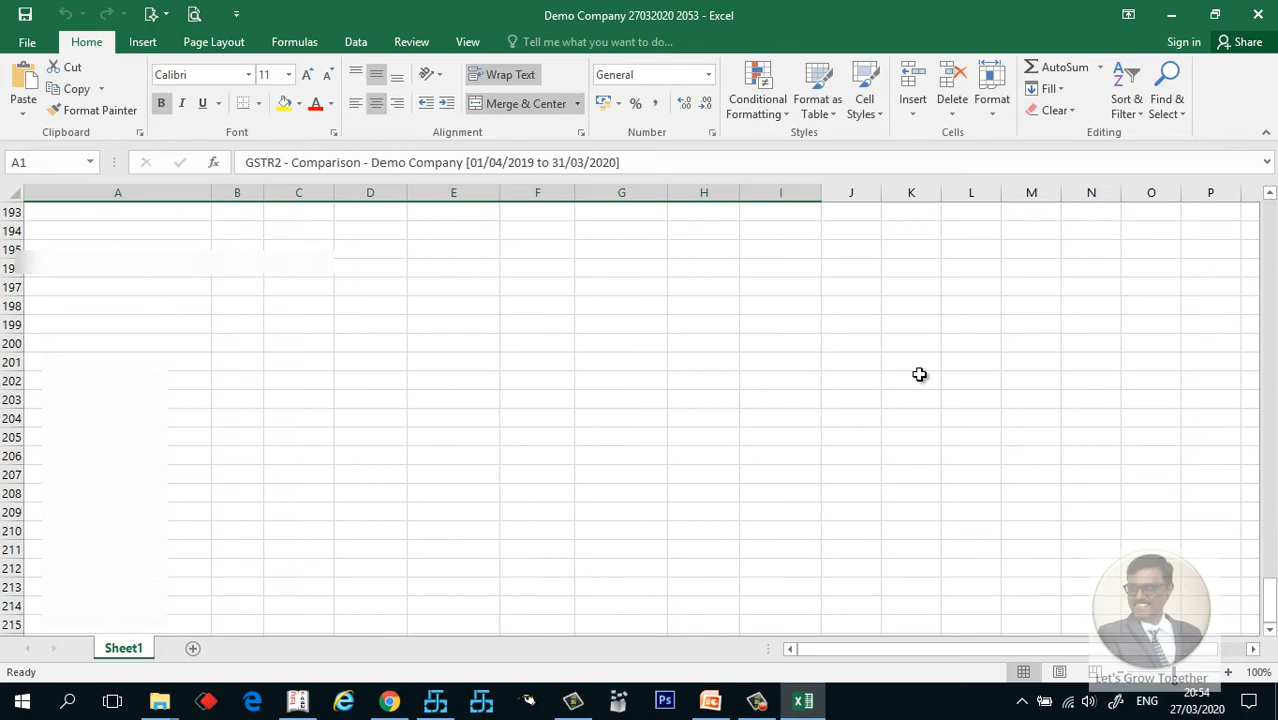 Demo Company 27032020 2053 - Excel
File Home Insert Page Layout Formulas Data Review View Tell me what you want to do... Sign in Share
Paste
Cut
Copy
Format Painter
Clipboard
Calibri 11
B I U
Font
Wrap Text
Merge & Center
Alignment
General
Number
Conditional Formatting
Format as Table
Cell Styles
Styles
Insert Delete Format
Cells
AutoSum
Fill
Clear
Sort & Filter
Find & Select
Editing
A1 fx GSTR2 - Comparison - Demo Company [01/04/2019 to 31/03/2020]
A B C D E F G H I J K L M N O P
193
194
195
197
198
199
200
201
202
203
204
205
206
207
208
209
210
211
212
213
214
215
Sheet1
Ready 100%
Let's Grow Together
ENG 20:54
27/03/2020